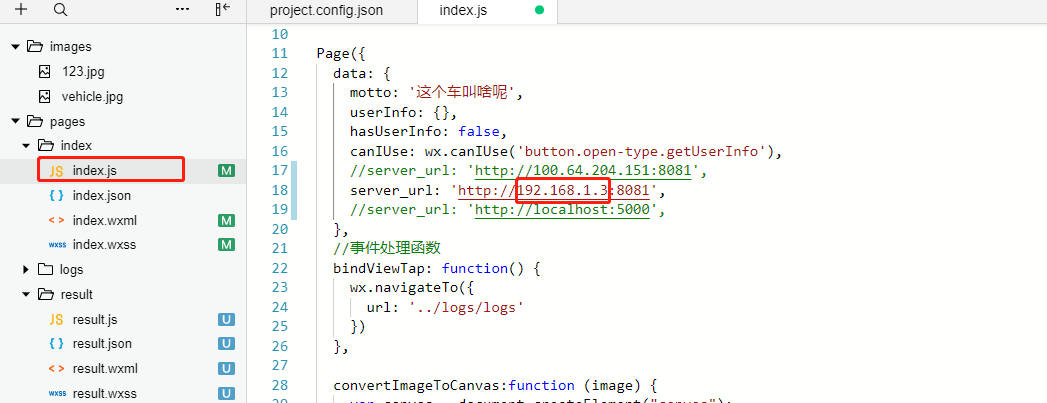 project.config.json
index.js
images
123.jpg
vehicle.jpg
pages
index
JS index.js M
{ } index.json
< > index.wxml M
wxss index.wxss M
logs
result
JS result.js U
{ } result.json U
< > result.wxml U
wxss result.wxss U
10
11 Page({
12 data: {
13 motto: '这个车叫啥呢',
14 userInfo: {},
15 hasUserInfo: false,
16 canIUse: wx.canIUse('button.open-type.getUserInfo'),
17 //server_url: 'http://100.64.204.151:8081',
18 server_url: 'http://192.168.1.3:8081',
19 //server_url: 'http://localhost:5000',
20 },
21 //事件处理函数
22 bindViewTap: function() {
23 wx.navigateTo({
24 url: '../logs/logs'
25 })
26 },
27
28 convertImageToCanvas:function (image) {